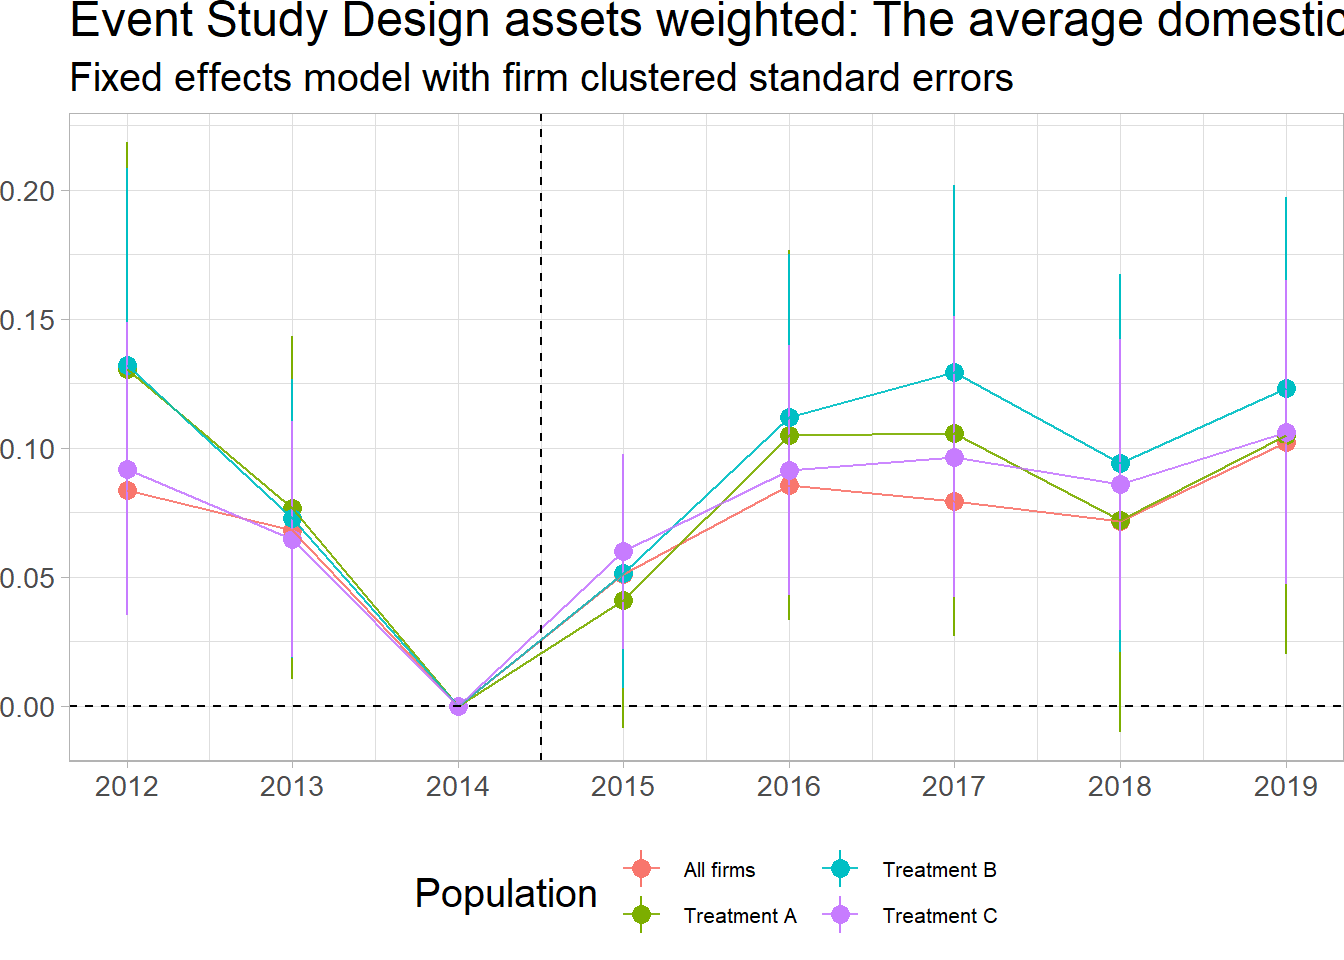 Event Study Design assets weighted: The average domestic
Fixed effects model with firm clustered standard errors
0.20
0.15
0.10
0.05
0.00
2012 2013 2014 2015 2016 2017 2018 2019
Population
All firms
Treatment B
Treatment A
Treatment C